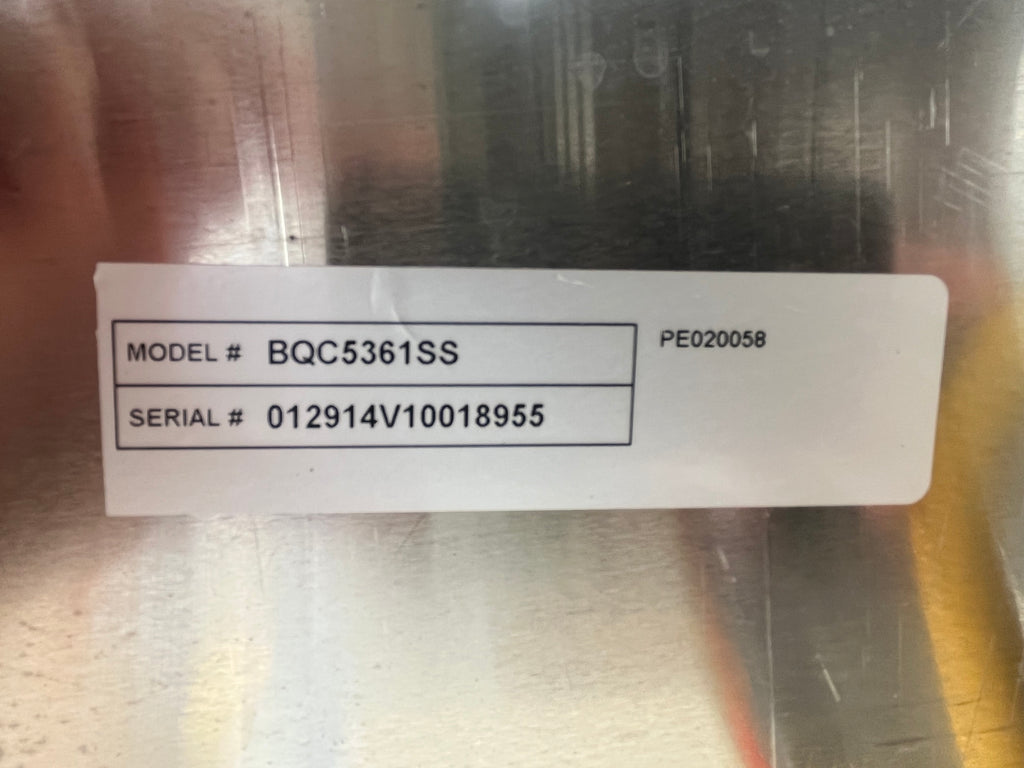 MODEL # BQC5361SS
SERIAL # 012914V10018955
PE020058